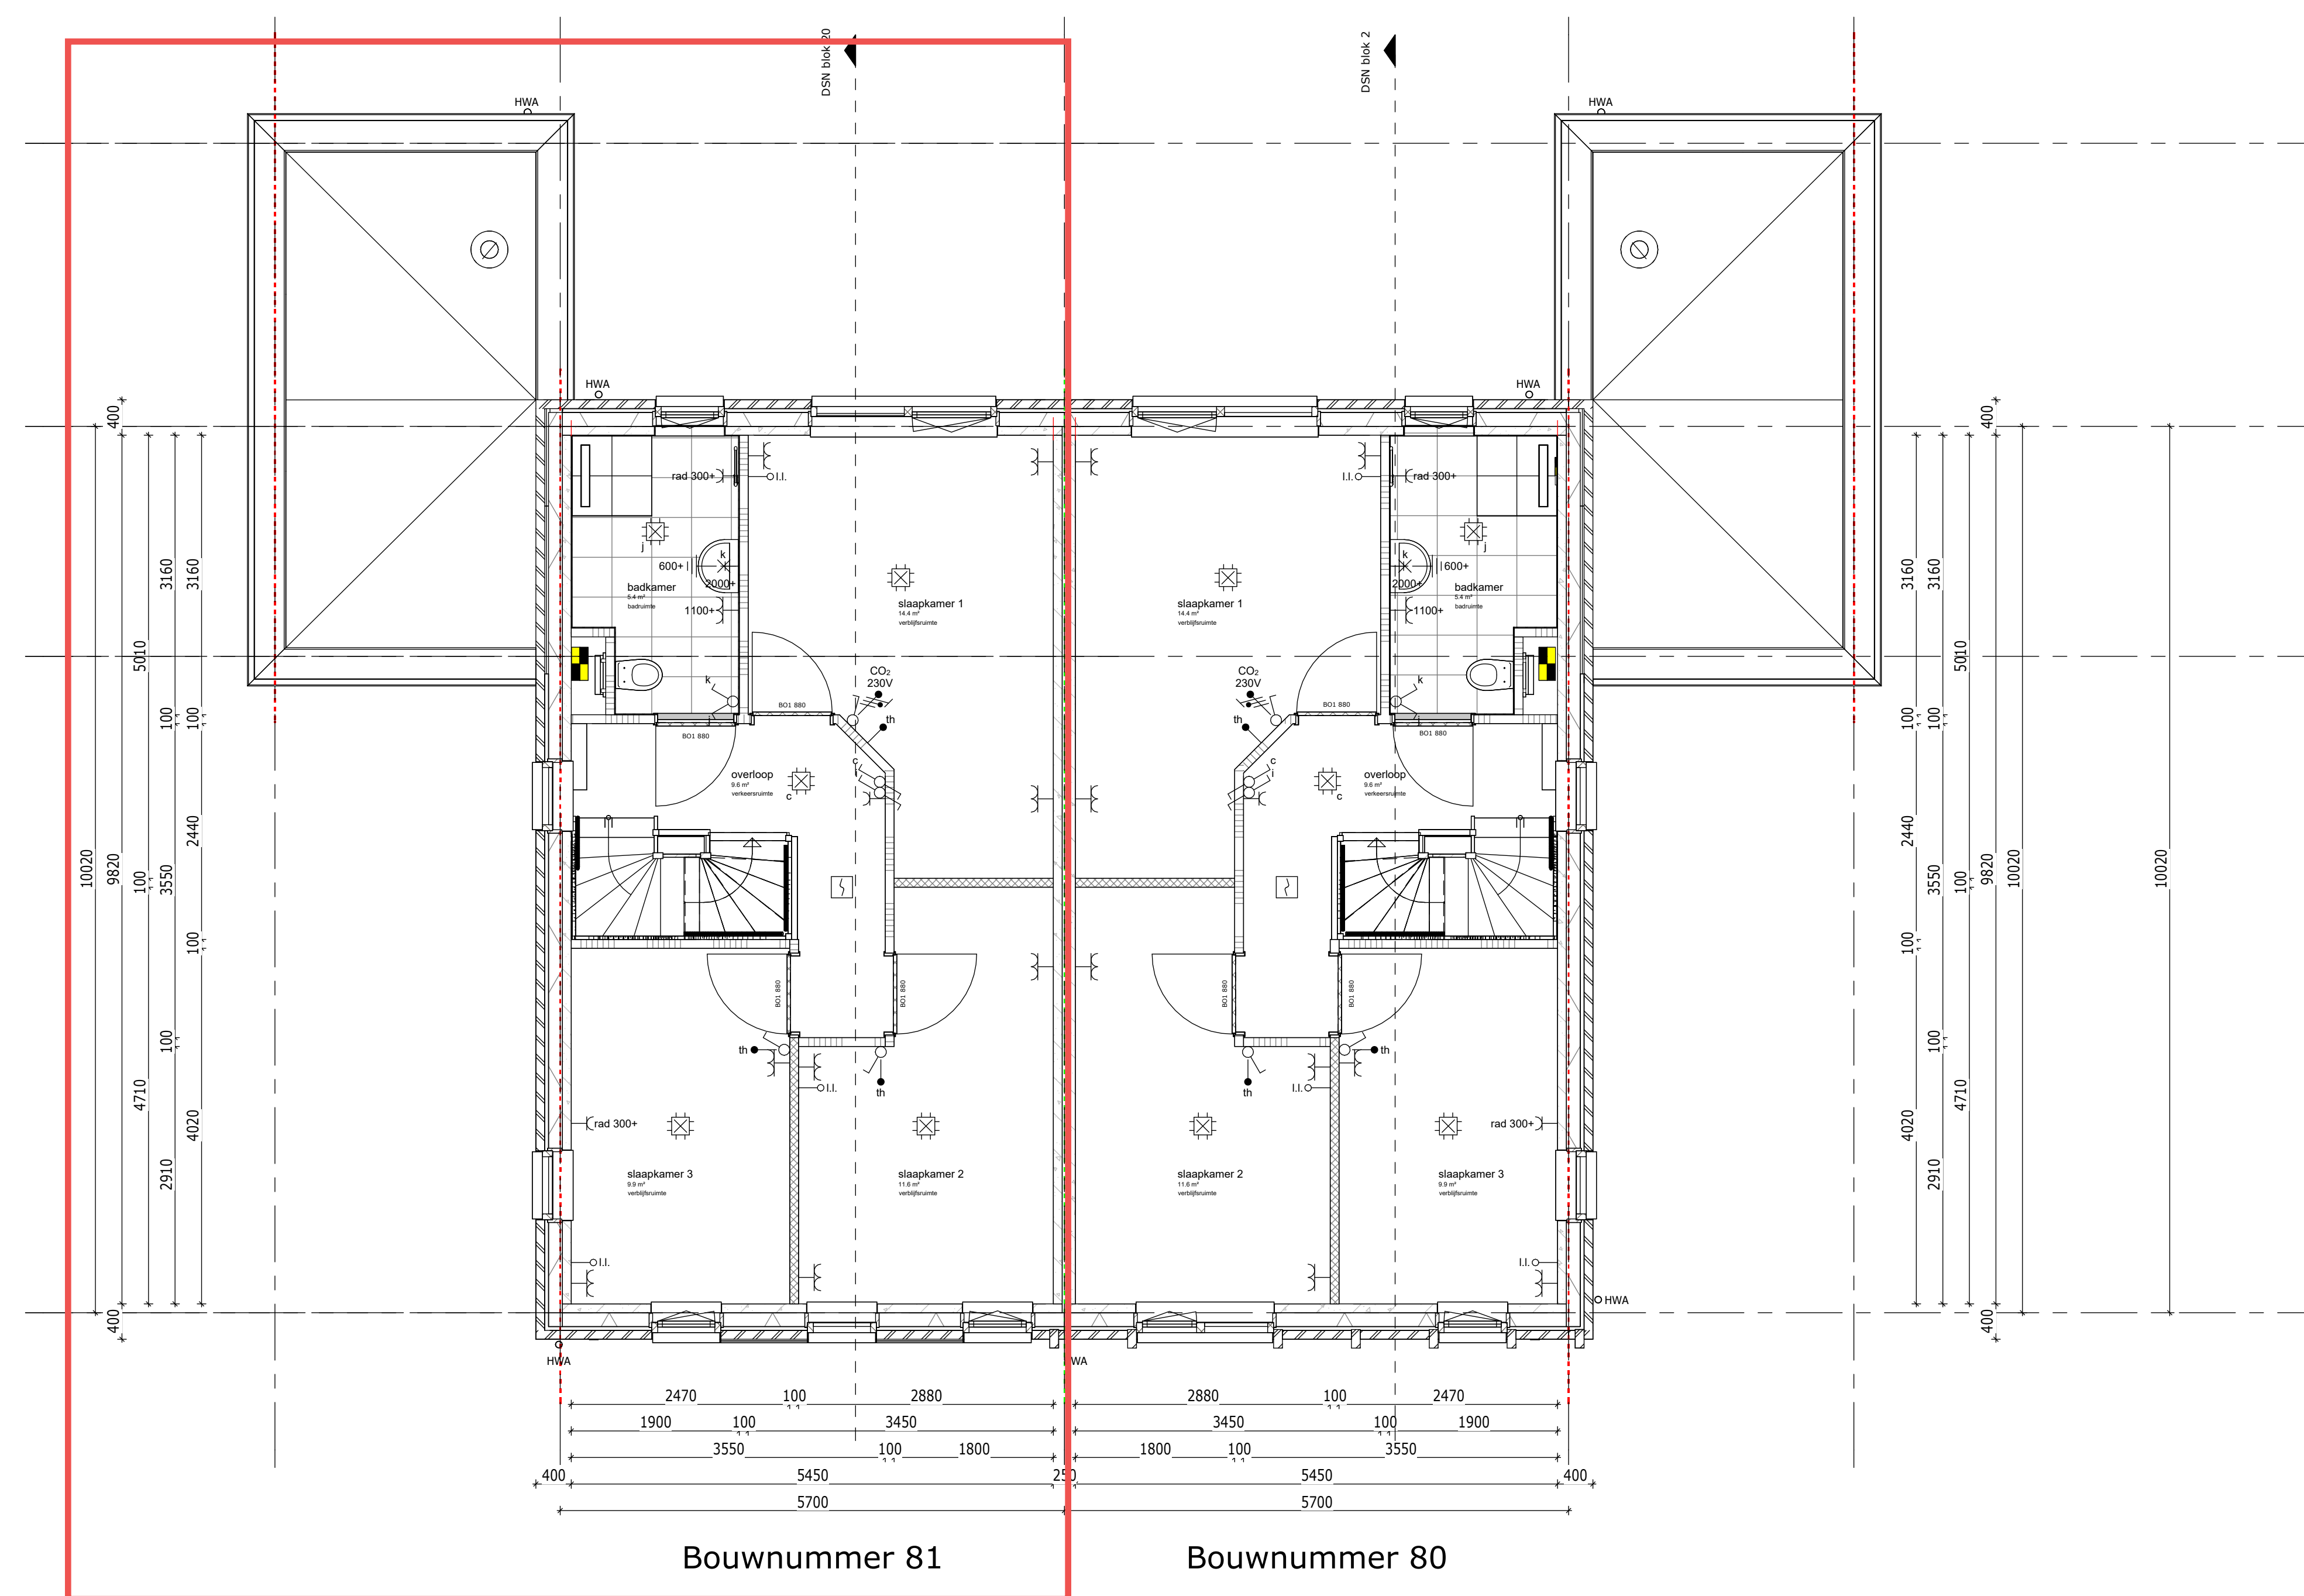 DSN blok 20
DSN blok 2
HWA
HWA
HWA
HWA
400
400
rad 300+
l.l.
l.l.
rad 300+
j
k
k
j
600+
2000+
2000+
600+
badkamer
5.4 m²
badruimte
1100+
slaapkamer 1
14.4 m²
verblijfsruimte
slaapkamer 1
14.4 m²
verblijfsruimte
1100+
badkamer
5.4 m²
badruimte
3160
3160
3160
3160
5010
5010
CO₂
230V
CO₂
230V
k
k
j
j
th
th
BO1 880
BO1 880
BO1 880
BO1 880
100
100
100
100
overloop
9.6 m²
verkeersruimte
c
c
i
c
i
overloop
9.6 m²
verkeersruimte
c
10020
9820
100
3550
2440
2440
3550
100
9820
10020
10020
100
100
BO1 880
BO1 880
BO1 880
BO1 880
100
100
th
l.l.
th
th
l.l.
th
4710
4020
4020
4710
rad 300+
rad 300+
2910
2910
slaapkamer 3
9.9 m²
verblijfsruimte
slaapkamer 2
11.6 m²
verblijfsruimte
slaapkamer 2
11.6 m²
verblijfsruimte
slaapkamer 3
9.9 m²
verblijfsruimte
l.l.
l.l.
HWA
400
400
HWA
WA
2470 100 2880 2880 100 2470
1900 100 3450 3450 100 1900
3550 100 1800 1800 100 3550
400 5450 250 5450 400
5700 5700
Bouwnummer 81 Bouwnummer 80